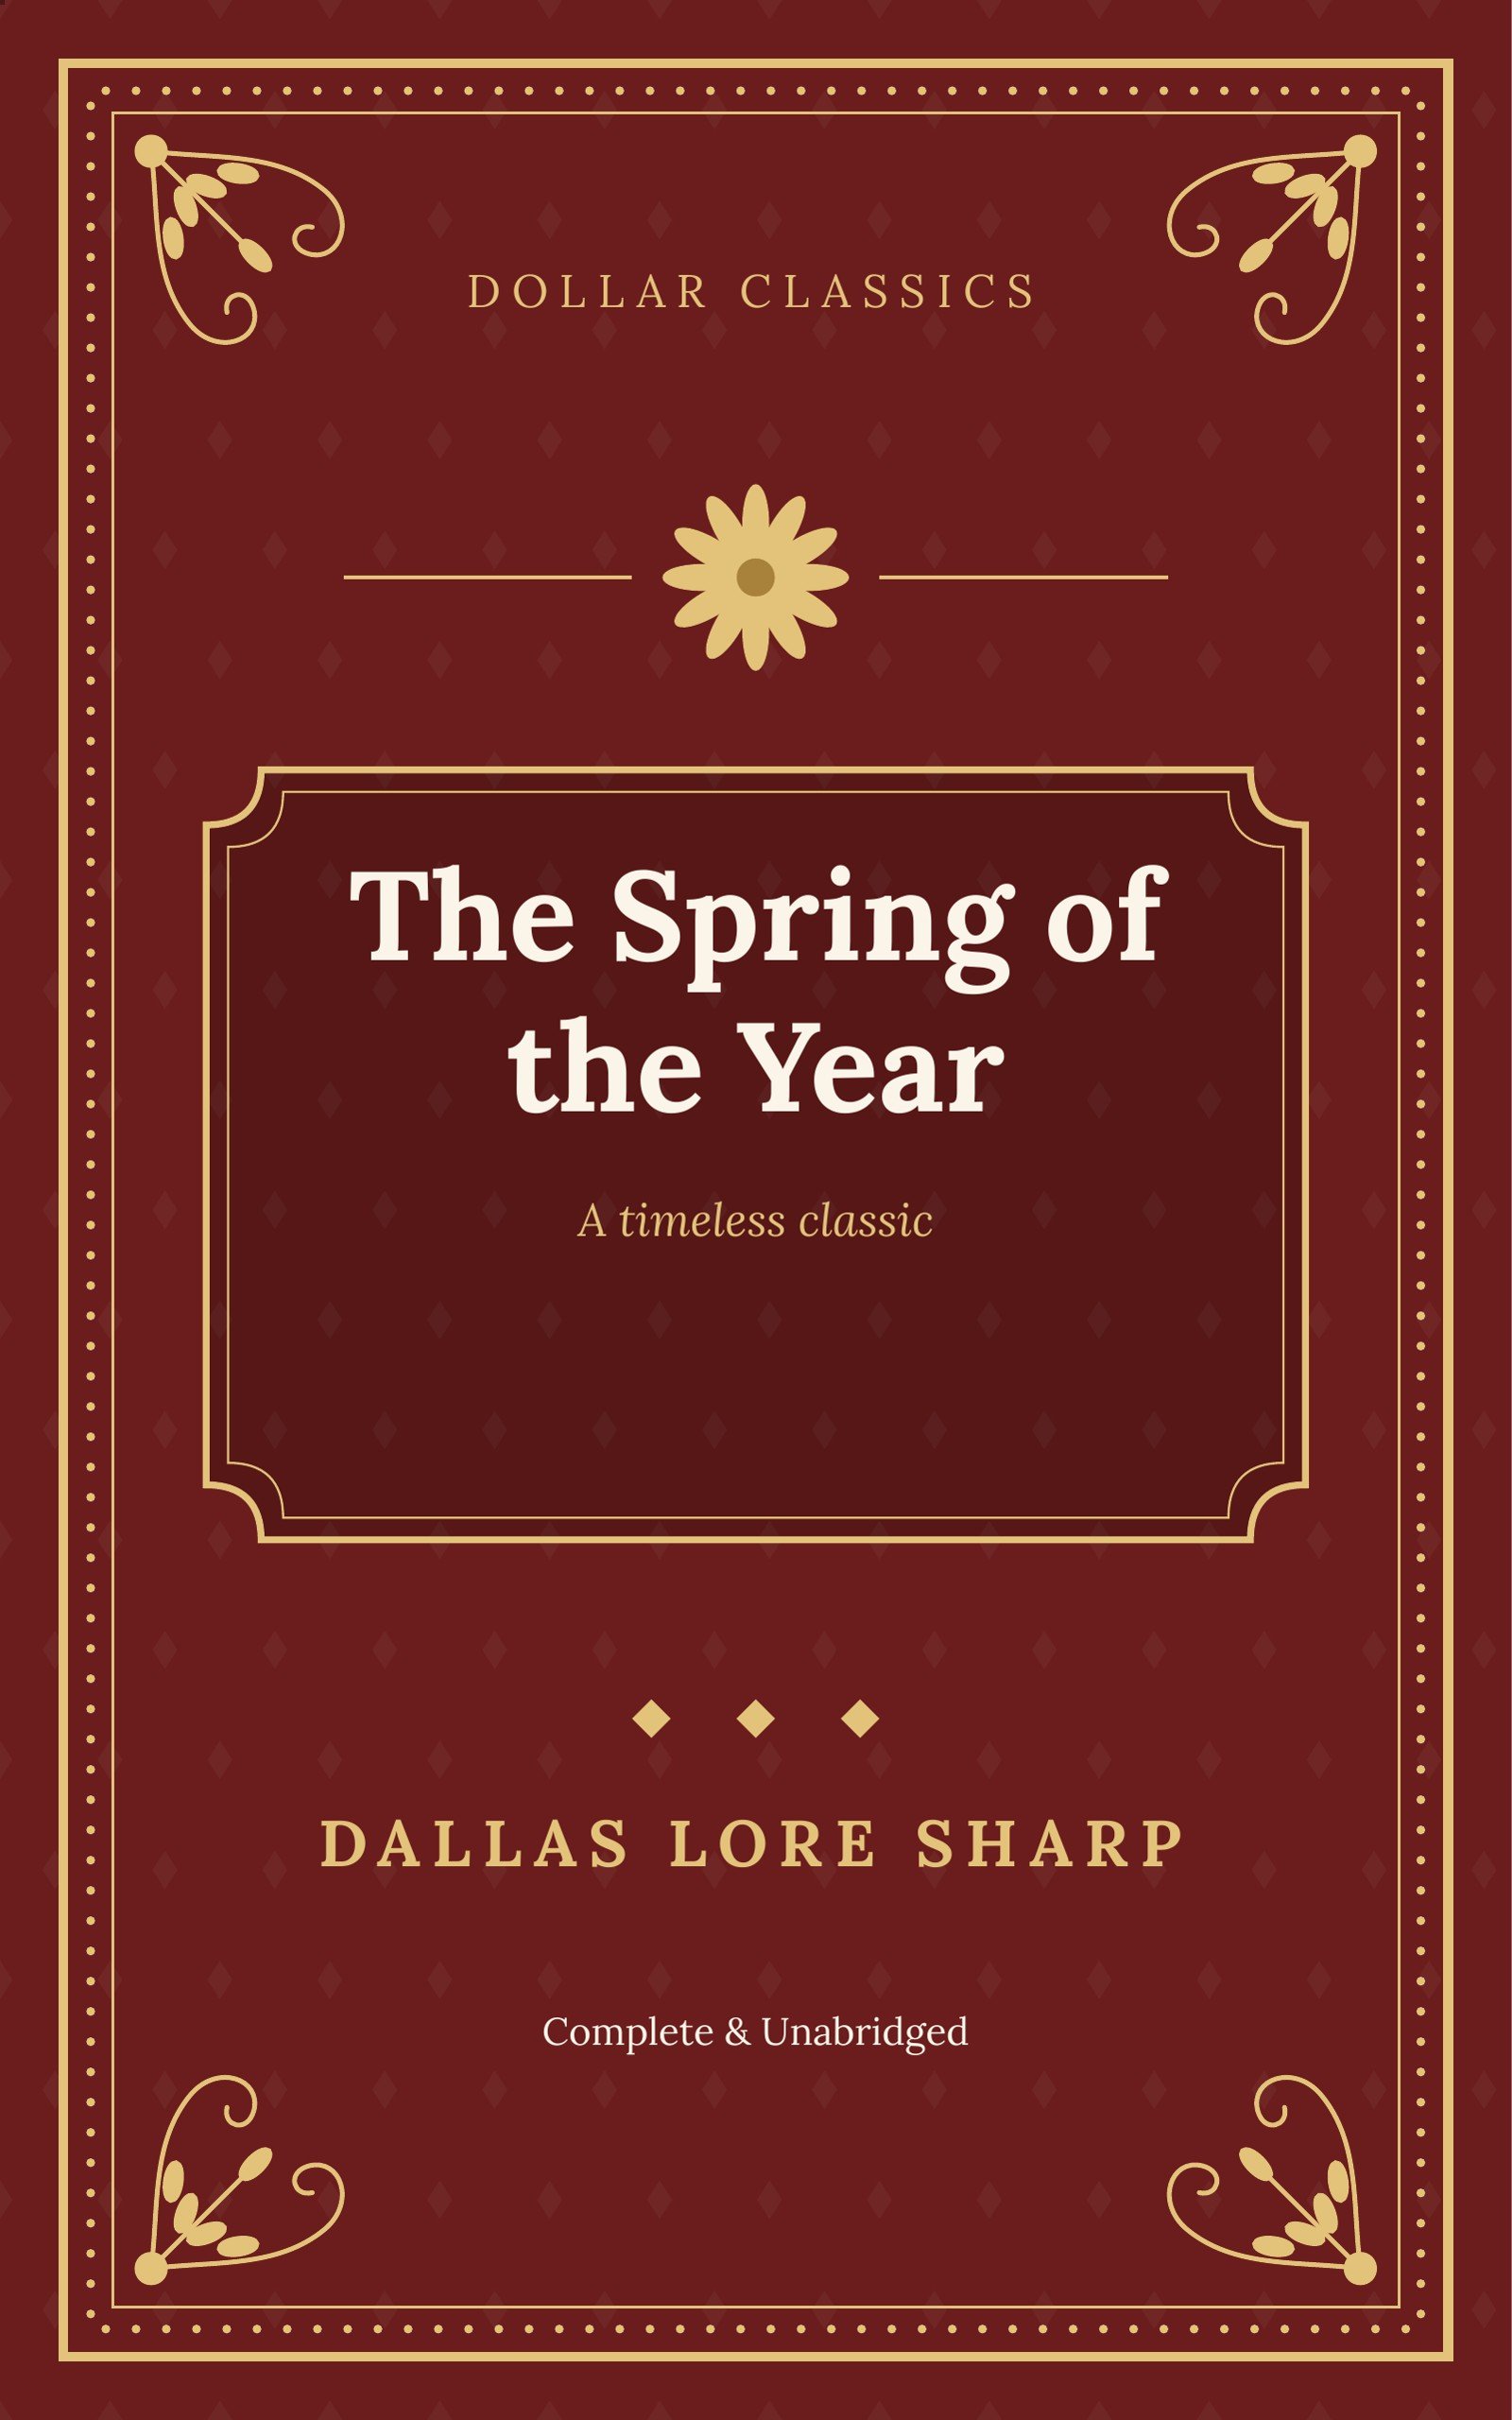 DOLLAR CLASSICS
The Spring of
the Year
A timeless classic
DALLAS LORE SHARP
Complete & Unabridged